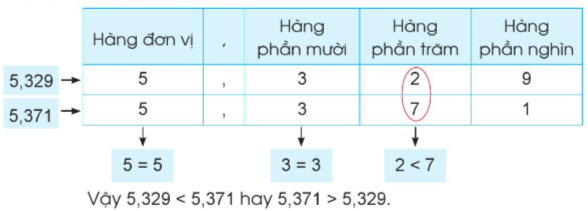 Hàng đơn vị , Hàng phần mười Hàng phần trăm Hàng phần nghìn
5,329 → 5 , 3 2 9
5,371 → 5 , 3 7 1
5 = 5 3 = 3 2 < 7
Vậy 5,329 < 5,371 hay 5,371 > 5,329.